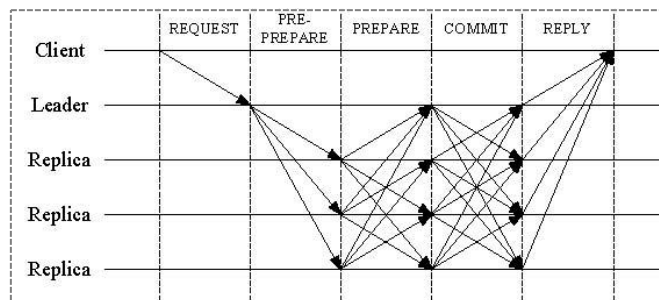 REQUEST
PRE-
PREPARE
PREPARE
COMMIT
REPLY
Client
Leader
Replica
Replica
Replica